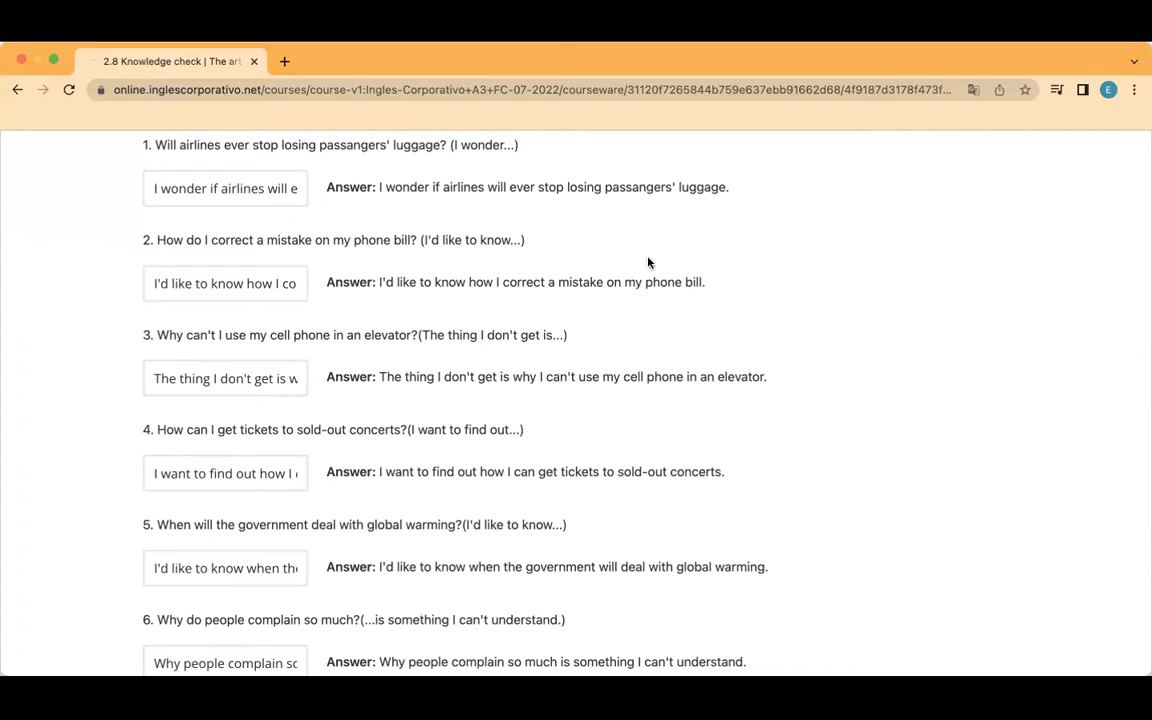 2.8 Knowledge check | The art
online.inglescorporativo.net/courses/course-v1:Ingles-Corporativo+A3+FC-07-2022/courseware/31120f7265844b759e637ebb91662d68/4f9187d3178f473f...
E
1. Will airlines ever stop losing passangers' luggage? (I wonder...)
I wonder if airlines will e
Answer: I wonder if airlines will ever stop losing passangers' luggage.
2. How do I correct a mistake on my phone bill? (I'd like to know...)
I'd like to know how I co
Answer: I'd like to know how I correct a mistake on my phone bill.
3. Why can't I use my cell phone in an elevator?(The thing I don't get is...)
The thing I don't get is w
Answer: The thing I don't get is why I can't use my cell phone in an elevator.
4. How can I get tickets to sold-out concerts?(I want to find out...)
I want to find out how I
Answer: I want to find out how I can get tickets to sold-out concerts.
5. When will the government deal with global warming?(I'd like to know...)
I'd like to know when the
Answer: I'd like to know when the government will deal with global warming.
6. Why do people complain so much?(...is something I can't understand.)
Why people complain so
Answer: Why people complain so much is something I can't understand.